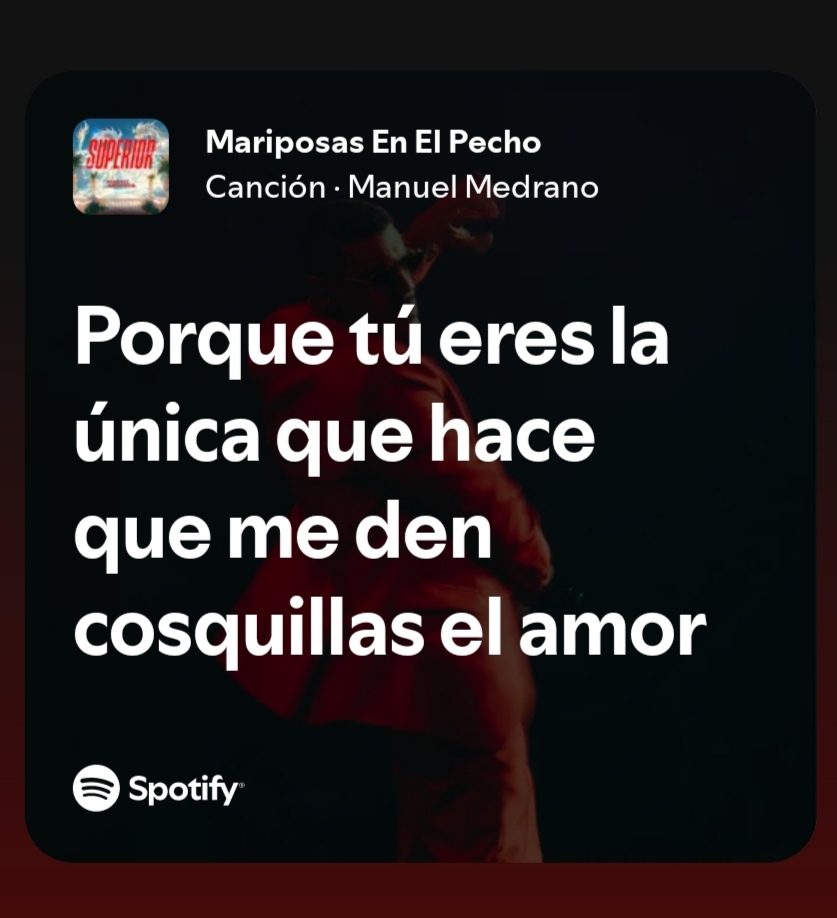 SUPERIOR
Mariposas En El Pecho
Canción · Manuel Medrano
Porque tú eres la
única que hace
que me den
cosquillas el amor
Spotify®